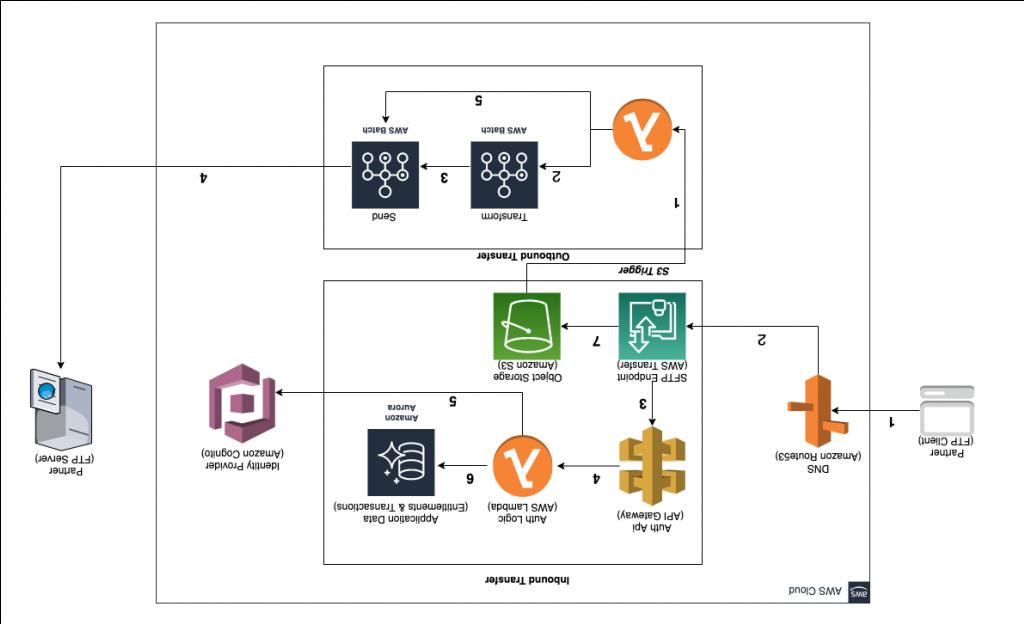 aws
AWS Cloud
Inbound Transfer
Auth Api
(API Gateway)
Auth Logic
(AWS Lambda)
Application Data
(Entitlements & Transactions)
4
6
Partner
(FTP Client)
DNS
(Amazon Route53)
Identity Provider
(Amazon Cognito)
Partner
(FTP Server)
1
Amazon
Aurora
3
5
SFTP Endpoint
(AWS Transfer)
Object Storage
(Amazon S3)
2
7
S3 Trigger
Outbound Transfer
Transform
Send
1
2
3
4
AWS Batch
AWS Batch
5